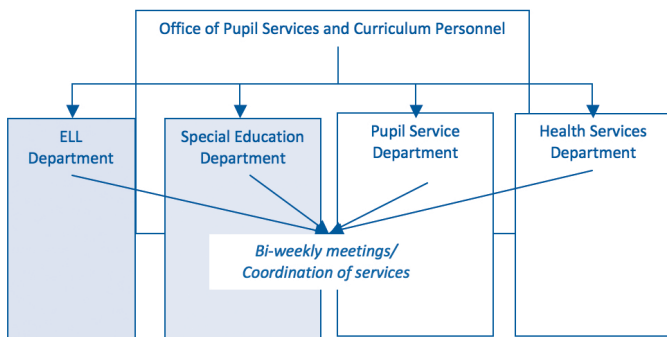 Office of Pupil Services and Curriculum Personnel
ELL
Department
Special Education
Department
Pupil Service
Department
Health Services
Department
Bi-weekly meetings/
Coordination of services